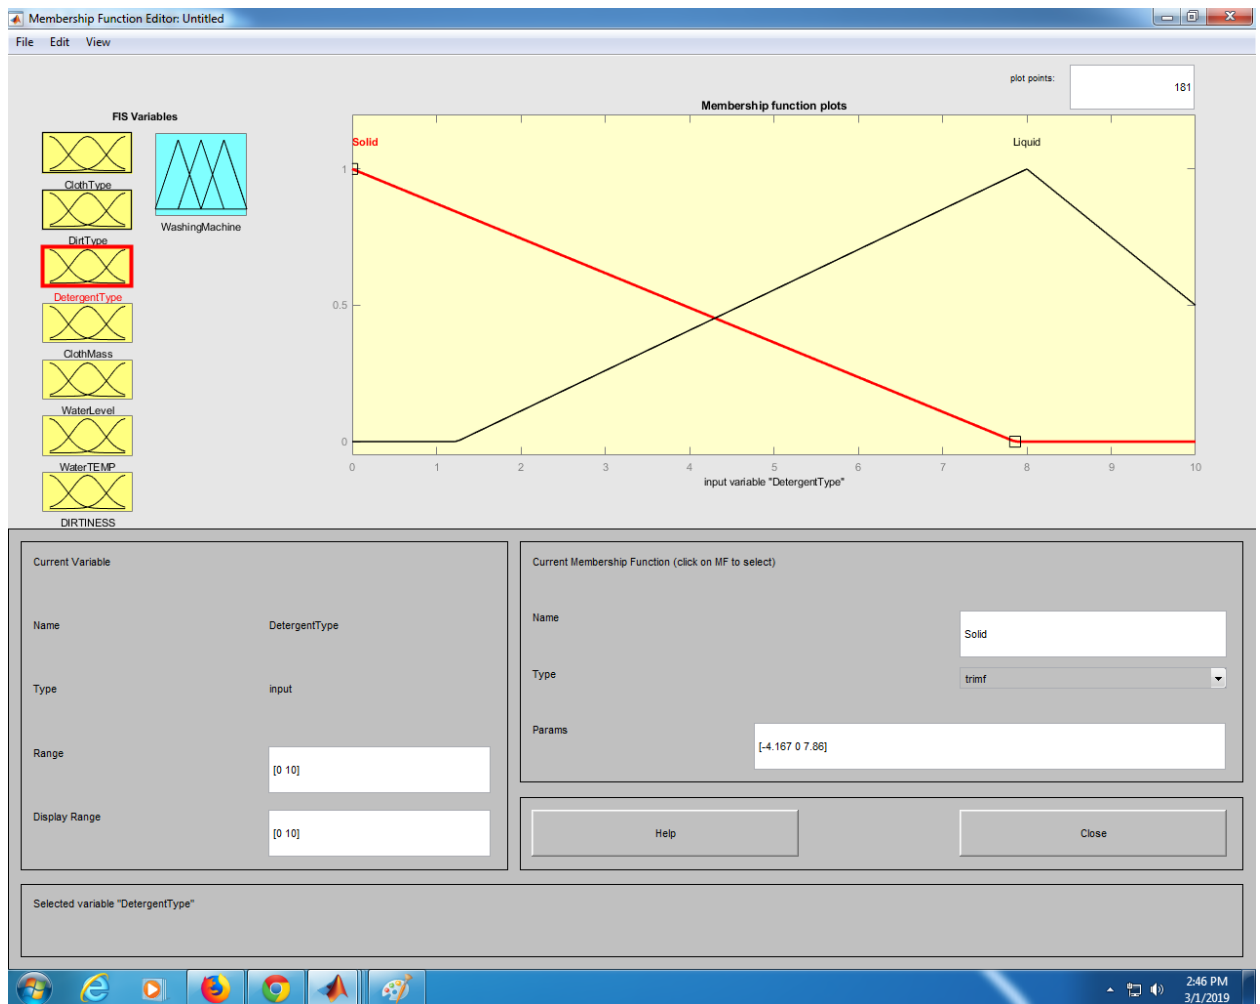 Membership Function Editor: Untitled
File Edit View
plot points:
181
FIS Variables
ClothType
DirtType
DetergentType
ClothMass
WaterLevel
WaterTEMP
DIRTINESS
WashingMachine
Membership function plots
Solid
Liquid
1
0.5
0
0 1 2 3 4 5 6 7 8 9 10
input variable "DetergentType"
Current Variable
Name DetergentType
Type input
Range [0 10]
Display Range [0 10]
Current Membership Function (click on MF to select)
Name Solid
Type trimf
Params [-4.167 0 7.86]
Help Close
Selected variable "DetergentType"
2:46 PM
3/1/2019